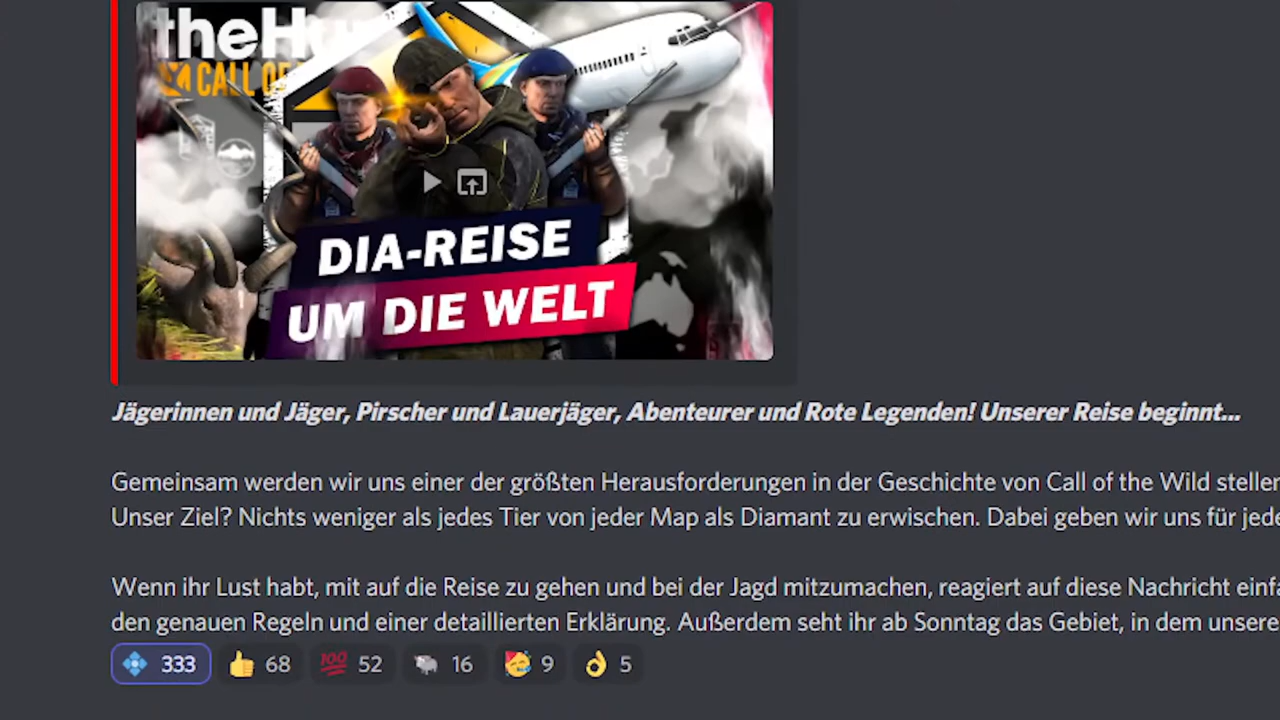 theHu
CALL OF
DIA-REISE
UM DIE WELT
Jägerinnen und Jäger, Pirscher und Lauerjäger, Abenteurer und Rote Legenden! Unserer Reise beginnt...
Gemeinsam werden wir uns einer der größten Herausforderungen in der Geschichte von Call of the Wild stellen
Unser Ziel? Nichts weniger als jedes Tier von jeder Map als Diamant zu erwischen. Dabei geben wir uns für jede
Wenn ihr Lust habt, mit auf die Reise zu gehen und bei der Jagd mitzumachen, reagiert auf diese Nachricht einfa
den genauen Regeln und einer detaillierten Erklärung. Außerdem seht ihr ab Sonntag das Gebiet, in dem unsere
333 68 100 52 16 9 5